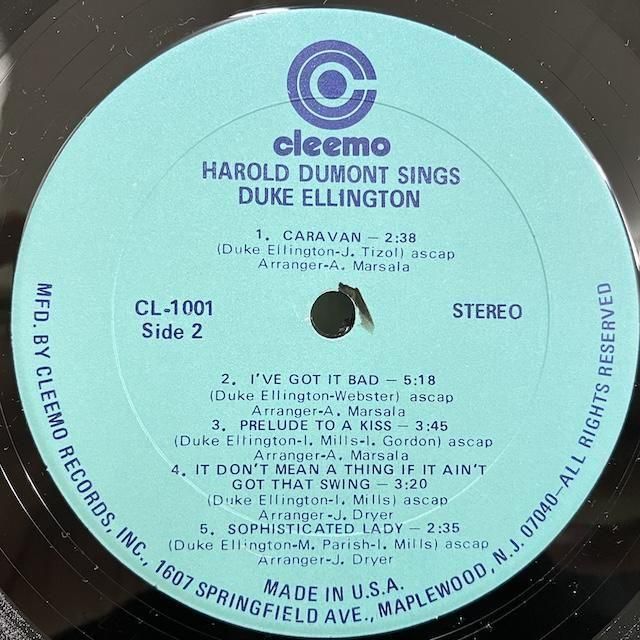 cleemo
HAROLD DUMONT SINGS
DUKE ELLINGTON
1. CARAVAN – 2:38
(Duke Ellington-J. Tizol) ascap
Arranger-A. Marsala
CL-1001
Side 2
STEREO
2. I'VE GOT IT BAD – 5:18
(Duke Ellington-Webster) ascap
Arranger-A. Marsala
3. PRELUDE TO A KISS – 3:45
(Duke Ellington-I. Mills-I. Gordon) ascap
Arranger-A. Marsala
4. IT DON'T MEAN A THING IF IT AIN'T
GOT THAT SWING – 3:20
(Duke Ellington-I. Mills) ascap
Arranger-J. Dryer
5. SOPHISTICATED LADY – 2:35
(Duke Ellington-M. Parish-I. Mills) ascap
Arranger-J. Dryer
MADE IN U.S.A.
MFD. BY CLEEMO RECORDS, INC., 1607 SPRINGFIELD AVE., MAPLEWOOD, N.J. 07040–ALL RIGHTS RESERVED